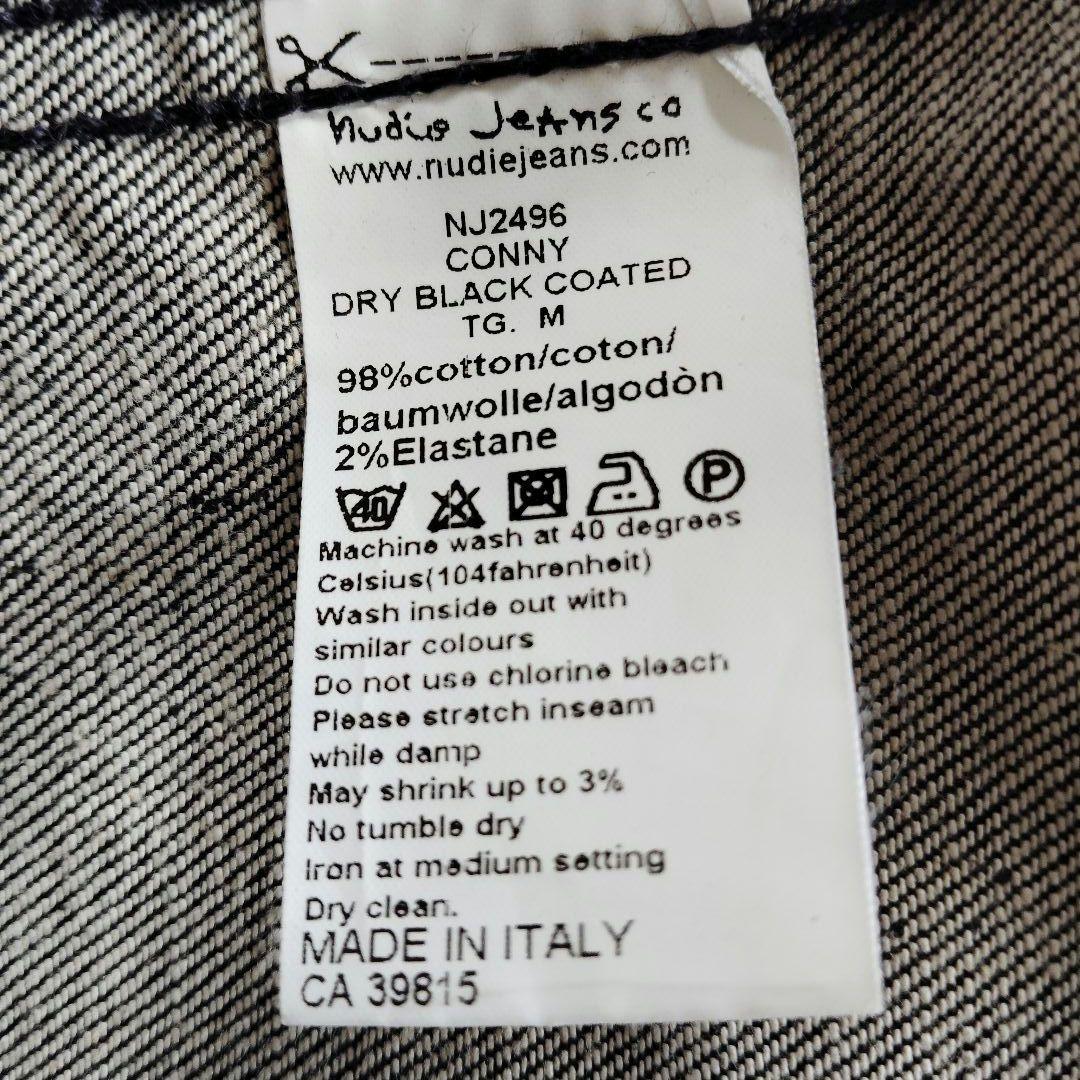 nudie Jeans co
www.nudiejeans.com
NJ2496
CONNY
DRY BLACK COATED
TG. M
98%cotton/coton/
baumwolle/algodòn
2%Elastane
40 P
Machine wash at 40 degrees
Celsius(104fahrenheit)
Wash inside out with
similar colours
Do not use chlorine bleach
Please stretch inseam
while damp
May shrink up to 3%
No tumble dry
Iron at medium setting
Dry clean.
MADE IN ITALY
CA 39815